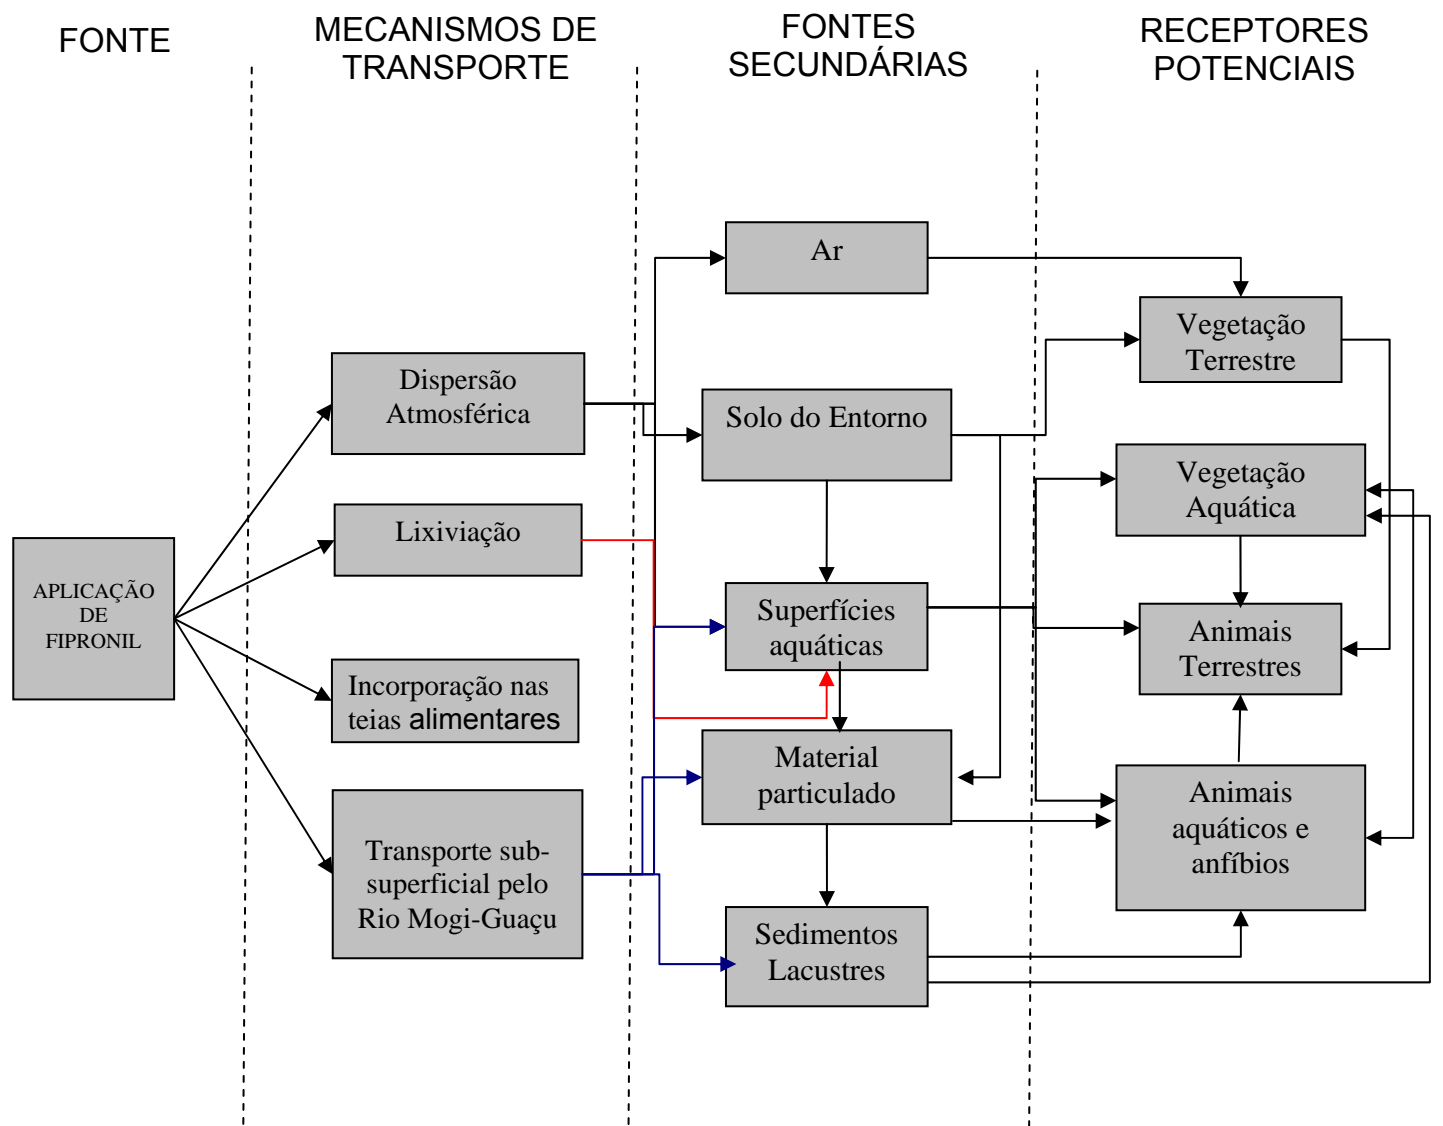 FONTE
MECANISMOS DE
TRANSPORTE
FONTES
SECUNDÁRIAS
RECEPTORES
POTENCIAIS
APLICAÇÃO
DE
FIPRONIL
Dispersão
Atmosférica
Lixiviação
Incorporação nas
teias alimentares
Transporte sub-
superficial pelo
Rio Mogi-Guaçu
Ar
Solo do Entorno
Superfícies
aquáticas
Material
particulado
Sedimentos
Lacustres
Vegetação
Terrestre
Vegetação
Aquática
Animais
Terrestres
Animais
aquáticos e
anfíbios